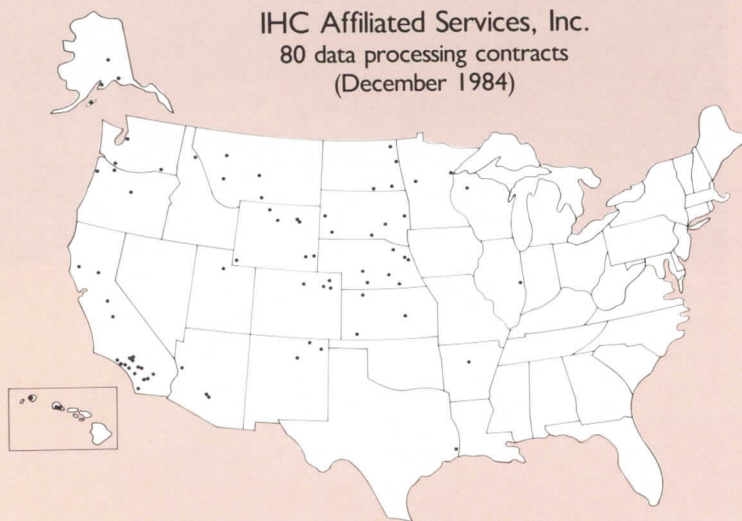 IHC Affiliated Services, Inc.
80 data processing contracts
(December 1984)